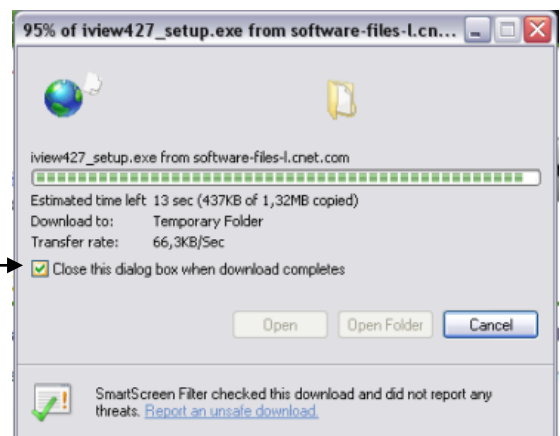 95% of iview427_setup.exe from software-files-l.cn...
iview427_setup.exe from software-files-l.cnet.com
Estimated time left 13 sec (437KB of 1,32MB copied)
Download to: Temporary Folder
Transfer rate: 66,3KB/Sec
Close this dialog box when download completes
Open Open Folder Cancel
SmartScreen Filter checked this download and did not report any
threats. Report an unsafe download.